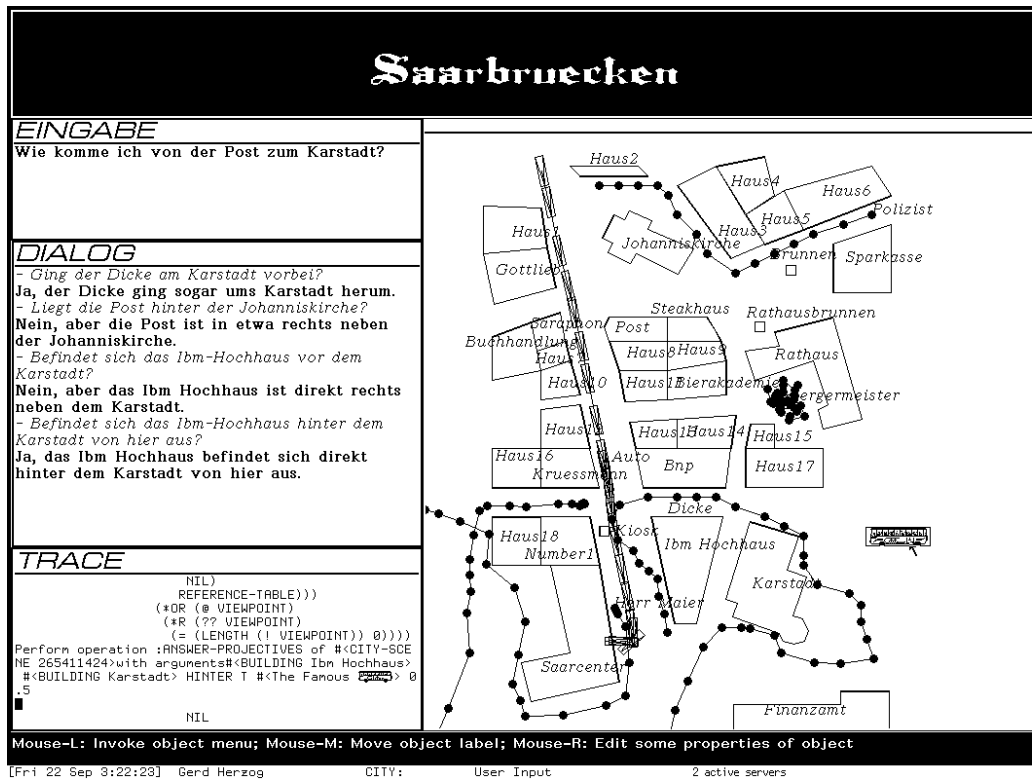 Saarbruecken
EINGABE
Wie komme ich von der Post zum Karstadt?
DIALOG
- Ging der Dicke am Karstadt vorbei?
Ja, der Dicke ging sogar ums Karstadt herum.
- Liegt die Post hinter der Johanniskirche?
Nein, aber die Post ist in etwa rechts neben
der Johanniskirche.
- Befindet sich das Ibm-Hochhaus vor dem
Karstadt?
Nein, aber das Ibm Hochhaus ist direkt rechts
neben dem Karstadt.
- Befindet sich das Ibm-Hochhaus hinter dem
Karstadt von hier aus?
Ja, das Ibm Hochhaus befindet sich direkt
hinter dem Karstadt von hier aus.
TRACE
NIL)
REFERENCE-TABLE)))
(*OR (@ VIEWPOINT)
(*R (?? VIEWPOINT)
(= (LENGTH (! VIEWPOINT)) 0))))
Perform operation :ANSWER-PROJECTIVES of #<CITY-SCE
NE 265411424>with arguments#<BUILDING Ibm Hochhaus>
#<BUILDING Karstadt> HINTER T #<The Famous > 0
.5
NIL
Haus2
Haus4
Haus6
Haus5
Polizist
Haus1
Haus3
Johanniskirche
Brunnen
Sparkasse
Gottlieb
Steakhaus
Rathausbrunnen
Saraphon
Post
Buchhandlung
Haus7
Haus8
Haus9
Rathaus
Haus10
Bierakademie
ergermeister
Haus14
Haus15
Haus16
Auto
Kruessmann
Bnp
Haus17
Dicke
Haus18
Kiosk
Number1
Ibm Hochhaus
Karstadt
Herr Maier
Saarcenter
Finanzamt
Mouse-L: Invoke object menu; Mouse-M: Move object label; Mouse-R: Edit some properties of object
[Fri 22 Sep 3:22:23] Gerd Herzog CITY: User Input 2 active servers